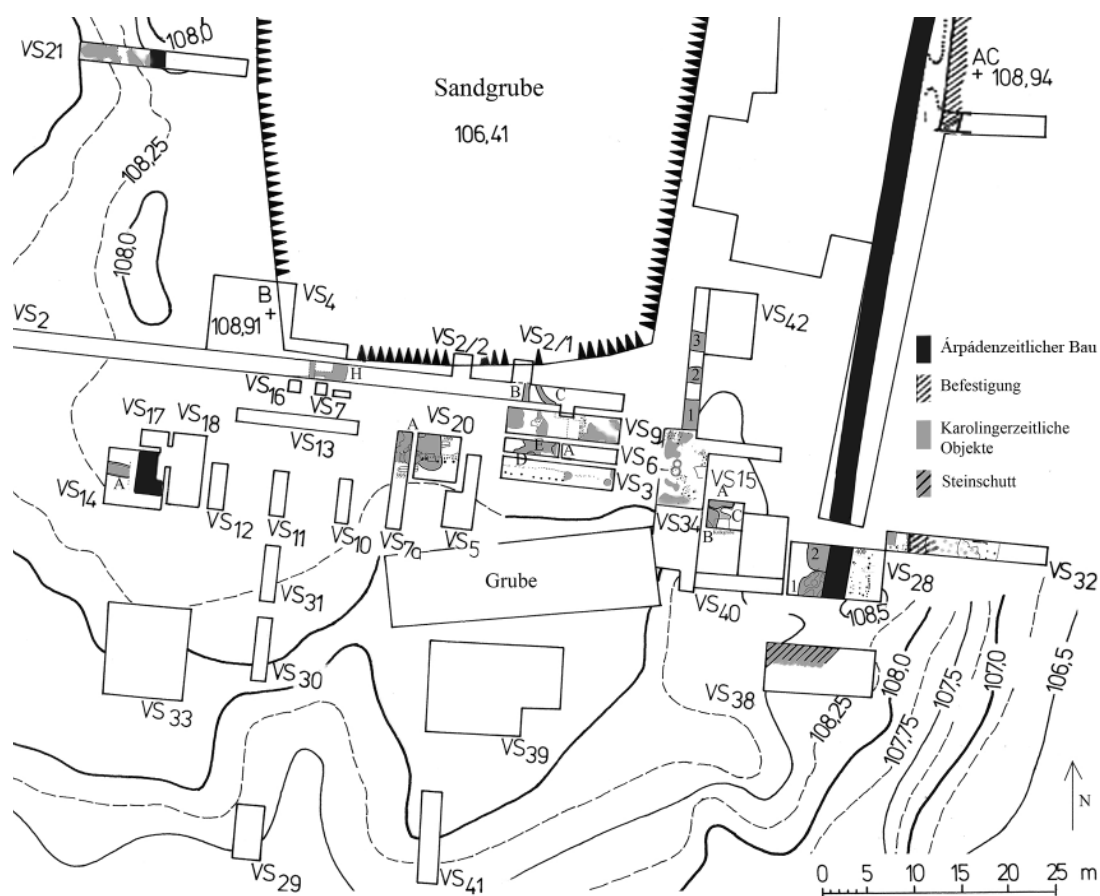 VS21
108,0
Sandgrube
106,41
AC
+ 108,94
108,25
108,0
B
+
108,91
VS4
VS2
VS2/2
VS2/1
VS42
3
2
1
H
VS16
VS7
VS13
B
C
VS17
VS18
A
VS20
VS9
E
A
D
VS6
VS3
8
VS15
A
C
B
VS34
VS14
A
VS12
VS11
VS10
VS7a
VS5
Grube
VS31
VS40
2
1
VS28
VS32
108,5
VS30
VS33
VS39
VS38
108,25
108,0
107,75
107,5
107,0
106,5
VS29
VS41
Árpádenzeitlicher Bau
Befestigung
Karolingerzeitliche
Objekte
Steinschutt
N
0 5 10 15 20 25 m